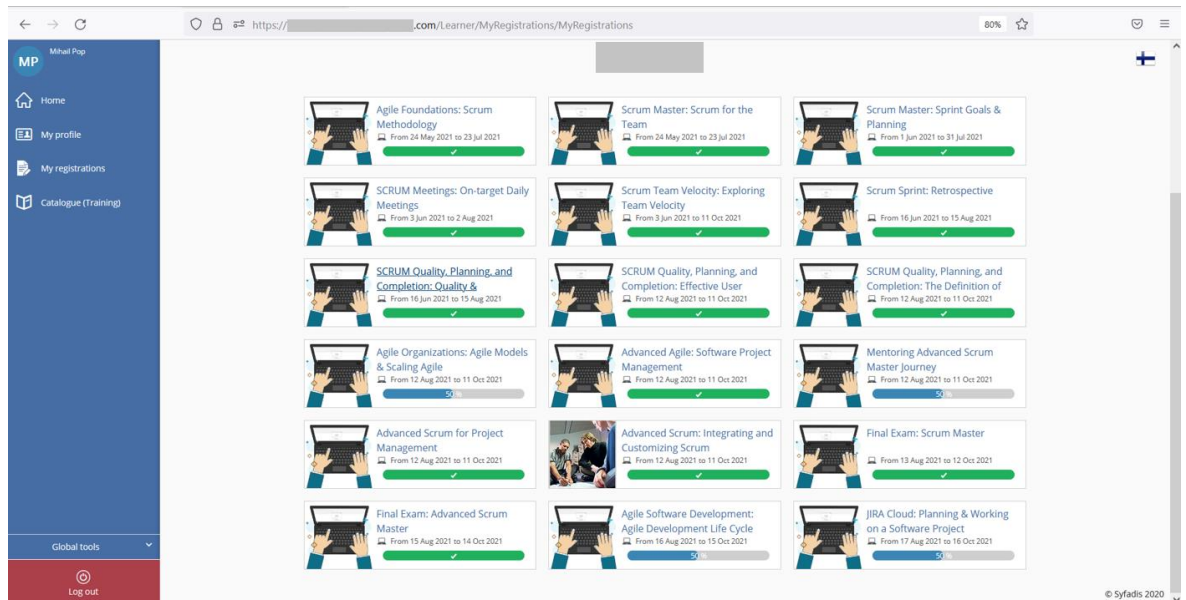 https://
.com/Learner/MyRegistrations/MyRegistrations
80%
MP
Mihail Pop
Home
My profile
My registrations
Catalogue (Training)
Agile Foundations: Scrum
Methodology
From 24 May 2021 to 23 Jul 2021
Scrum Master: Scrum for the
Team
From 24 May 2021 to 23 Jul 2021
Scrum Master: Sprint Goals &
Planning
From 1 Jun 2021 to 31 Jul 2021
SCRUM Meetings: On-target Daily
Meetings
From 3 Jun 2021 to 2 Aug 2021
Scrum Team Velocity: Exploring
Team Velocity
From 3 Jun 2021 to 11 Oct 2021
Scrum Sprint: Retrospective
From 16 Jun 2021 to 15 Aug 2021
SCRUM Quality, Planning, and
Completion: Quality &
From 16 Jun 2021 to 15 Aug 2021
SCRUM Quality, Planning, and
Completion: Effective User
From 12 Aug 2021 to 11 Oct 2021
SCRUM Quality, Planning, and
Completion: The Definition of
From 12 Aug 2021 to 11 Oct 2021
Agile Organizations: Agile Models
& Scaling Agile
From 12 Aug 2021 to 11 Oct 2021
50 %
Advanced Agile: Software Project
Management
From 12 Aug 2021 to 11 Oct 2021
Mentoring Advanced Scrum
Master Journey
From 12 Aug 2021 to 11 Oct 2021
50 %
Advanced Scrum for Project
Management
From 12 Aug 2021 to 11 Oct 2021
Advanced Scrum: Integrating and
Customizing Scrum
From 12 Aug 2021 to 11 Oct 2021
Final Exam: Scrum Master
From 13 Aug 2021 to 12 Oct 2021
Final Exam: Advanced Scrum
Master
From 15 Aug 2021 to 14 Oct 2021
Agile Software Development:
Agile Development Life Cycle
From 16 Aug 2021 to 15 Oct 2021
50 %
JIRA Cloud: Planning & Working
on a Software Project
From 17 Aug 2021 to 16 Oct 2021
50 %
Global tools
Log out
© Syfadis 2020